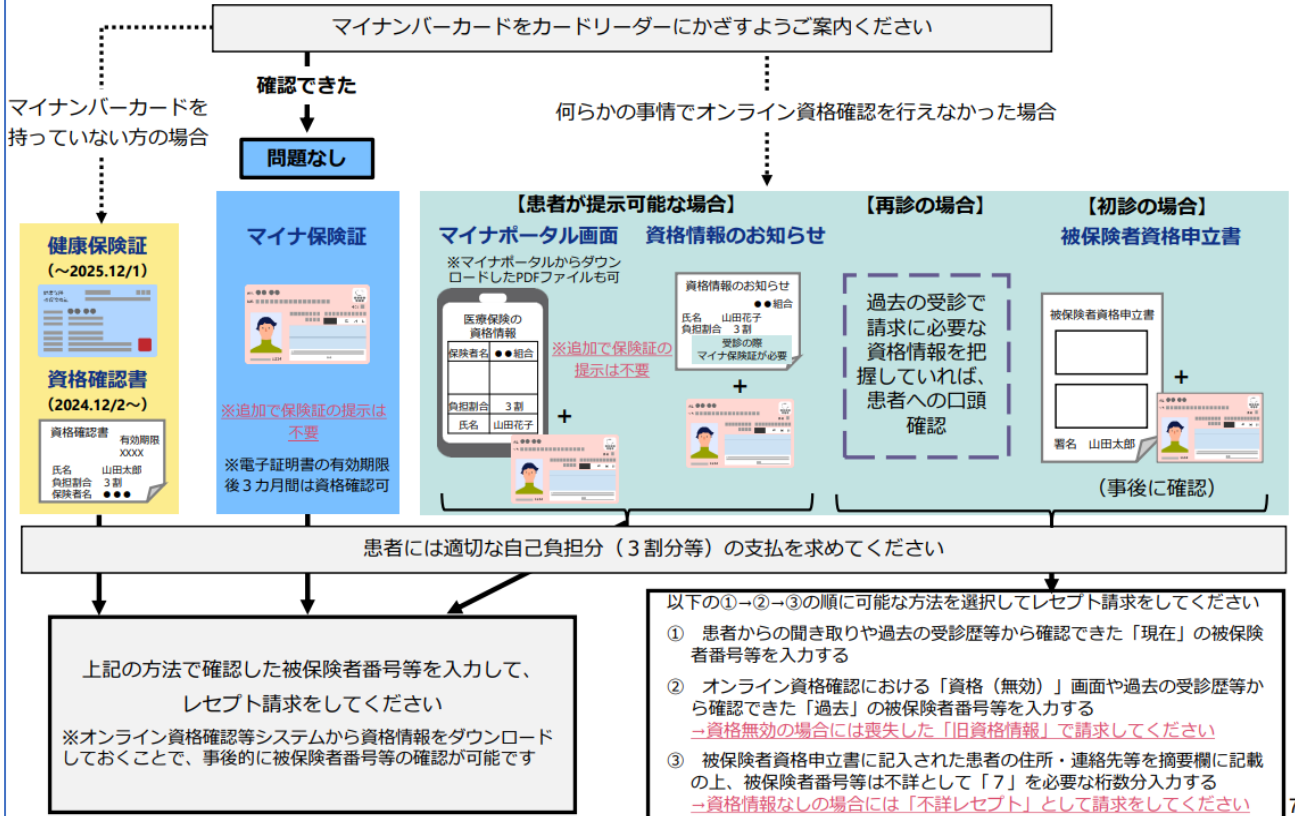 マイナンバーカードをカードリーダーにかざすようご案内ください
確認できた
マイナンバーカードを
持っていない方の場合
何らかの事情でオンライン資格確認を行えなかった場合
問題なし
健康保険証
(～2025.12/1)
資格確認書
(2024.12/2～)
資格確認書
有効期限
XXXX
氏名 山田太郎
負担割合 3割
保険者名 ●●●
マイナ保険証
※追加で保険証の提示は
不要
※電子証明書の有効期限
後３カ月間は資格確認可
【患者が提示可能な場合】
マイナポータル画面
※マイナポータルからダウン
ロードしたPDFファイルも可
医療保険の
資格情報
保険者名 ●●組合
負担割合 3割
氏名 山田花子
+
※追加で保険証の
提示は不要
資格情報のお知らせ
資格情報のお知らせ
●●組合
氏名 山田花子
負担割合 3割
受診の際
マイナ保険証が必要
+
【再診の場合】
過去の受診で
請求に必要な
資格情報を把
握していれば、
患者への口頭
確認
【初診の場合】
被保険者資格申立書
被保険者資格申立書
署名 山田太郎
+
（事後に確認）
患者には適切な自己負担分（３割分等）の支払を求めてください
上記の方法で確認した被保険者番号等を入力して、
レセプト請求をしてください
※オンライン資格確認等システムから資格情報をダウンロード
しておくことで、事後的に被保険者番号等の確認が可能です
以下の①→②→③の順に可能な方法を選択してレセプト請求をしてください
① 患者からの聞き取りや過去の受診歴等から確認できた「現在」の被保険
者番号等を入力する
② オンライン資格確認における「資格（無効）」画面や過去の受診歴等か
ら確認できた「過去」の被保険者番号等を入力する
→資格無効の場合には喪失した「旧資格情報」で請求してください
③ 被保険者資格申立書に記入された患者の住所・連絡先等を摘要欄に記載
の上、被保険者番号等は不詳として「７」を必要な桁数分入力する
→資格情報なしの場合には「不詳レセプト」として請求をしてください
7